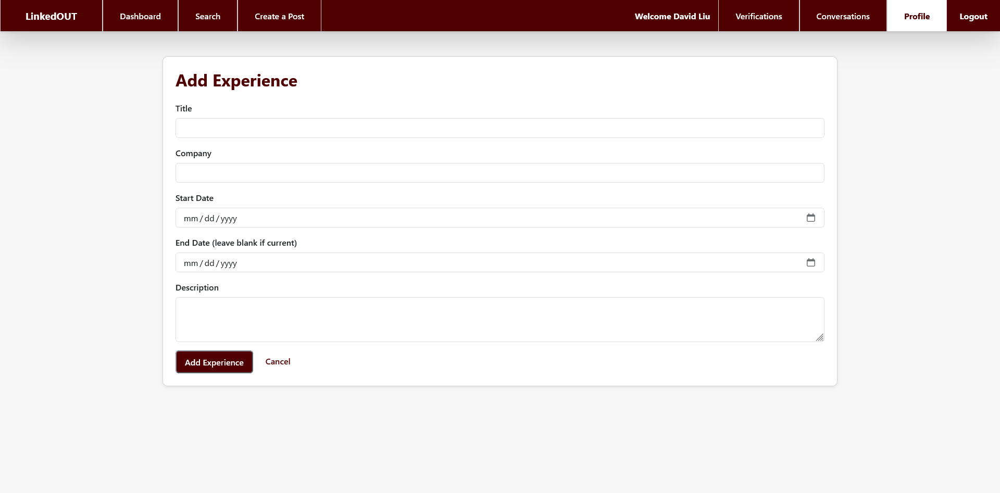 LinkedOUT Dashboard Search Create a Post Welcome David Liu Verifications Conversations Profile Logout
Add Experience
Title
Company
Start Date
mm/dd/yyyy
End Date (leave blank if current)
mm/dd/yyyy
Description
Add Experience Cancel